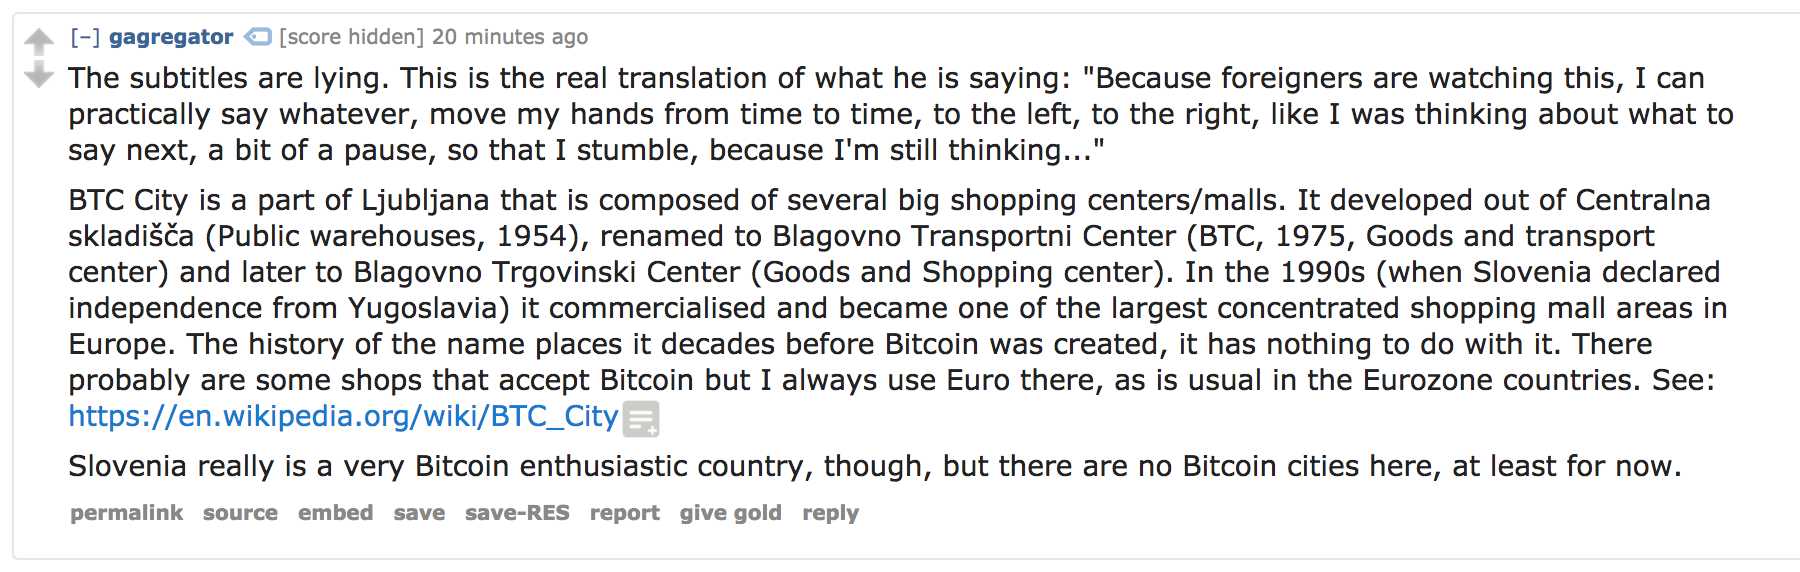 [–] gagregator [score hidden] 20 minutes ago
The subtitles are lying. This is the real translation of what he is saying: "Because foreigners are watching this, I can
practically say whatever, move my hands from time to time, to the left, to the right, like I was thinking about what to
say next, a bit of a pause, so that I stumble, because I'm still thinking..."
BTC City is a part of Ljubljana that is composed of several big shopping centers/malls. It developed out of Centralna
skladišča (Public warehouses, 1954), renamed to Blagovno Transportni Center (BTC, 1975, Goods and transport
center) and later to Blagovno Trgovinski Center (Goods and Shopping center). In the 1990s (when Slovenia declared
independence from Yugoslavia) it commercialised and became one of the largest concentrated shopping mall areas in
Europe. The history of the name places it decades before Bitcoin was created, it has nothing to do with it. There
probably are some shops that accept Bitcoin but I always use Euro there, as is usual in the Eurozone countries. See:
https://en.wikipedia.org/wiki/BTC_City
Slovenia really is a very Bitcoin enthusiastic country, though, but there are no Bitcoin cities here, at least for now.
permalink source embed save save-RES report give gold reply